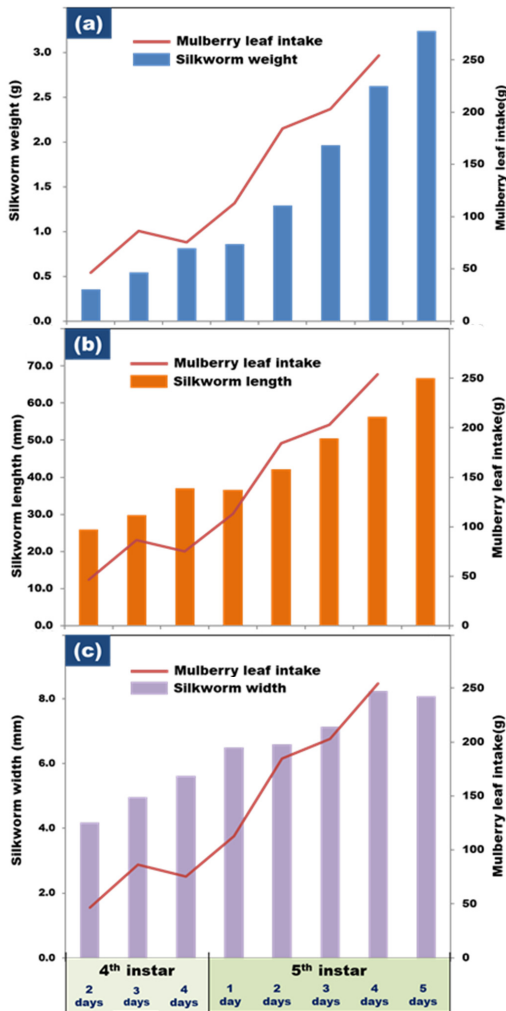 (a)
Mulberry leaf intake
Silkworm weight
Silkworm weight (g)
3.0
2.5
2.0
1.5
1.0
0.5
0.0
Mulberry leaf intake(g)
250
200
150
100
50
0
(b)
Mulberry leaf intake
Silkworm length
Silkworm lenghth (mm)
70.0
60.0
50.0
40.0
30.0
20.0
10.0
0.0
Mulberry leaf intake(g)
250
200
150
100
50
0
(c)
Mulberry leaf intake
Silkworm width
Silkworm width (mm)
8.0
6.0
4.0
2.0
0.0
Mulberry leaf intake(g)
250
200
150
100
50
0
4th instar 5th instar
2 3 4 1 2 3 4 5
days days days day days days days days